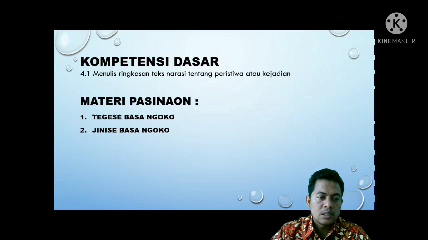 KINEMASTER
KOMPETENSI DASAR
4.1 Menulis ringkasan teks narasi tentang peristiwa atau kejadian
MATERI PASINAON :
1. TEGESE BASA NGOKO
2. JINISE BASA NGOKO